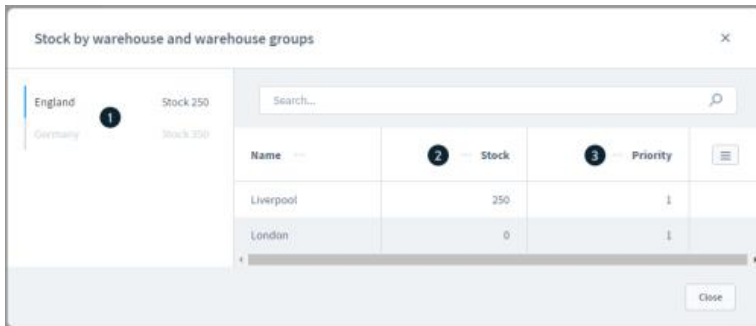 Stock by warehouse and warehouse groups
England Stock 250
1
Germany Stock 350
Search...
Name 2 Stock 3 Priority
Liverpool 250 1
London 0 1
Close